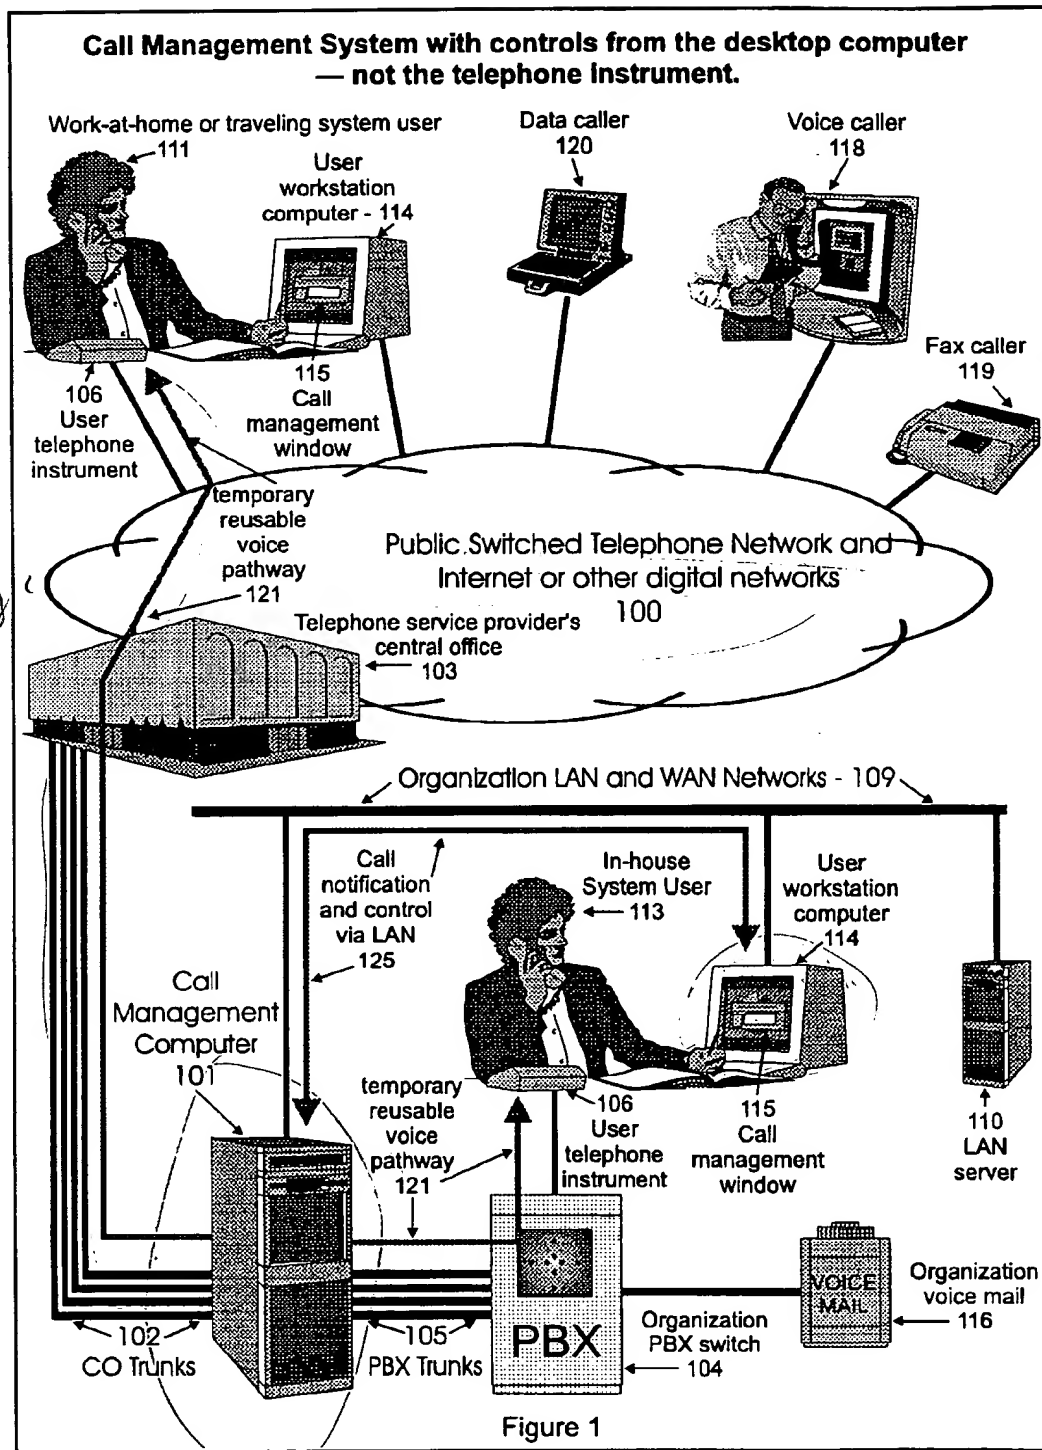 Call Management System with controls from the desktop computer
— not the telephone instrument.
Work-at-home or traveling system user
111
User
workstation
computer - 114
Data caller
120
Voice caller
118
Fax caller
119
106
User
telephone
instrument
115
Call
management
window
temporary
reusable
voice
pathway
121
Public Switched Telephone Network and
Internet or other digital networks
100
Telephone service provider's
central office
103
Organization LAN and WAN Networks - 109
Call
notification
and control
via LAN
125
In-house
System User
113
User
workstation
computer
114
Call
Management
Computer
101
temporary
reusable
voice
pathway
121
106
User
telephone
instrument
115
Call
management
window
110
LAN
server
102
CO Trunks
105
PBX Trunks
PBX
Organization
PBX switch
104
VOICE
MAIL
Organization
voice mail
116
Figure 1